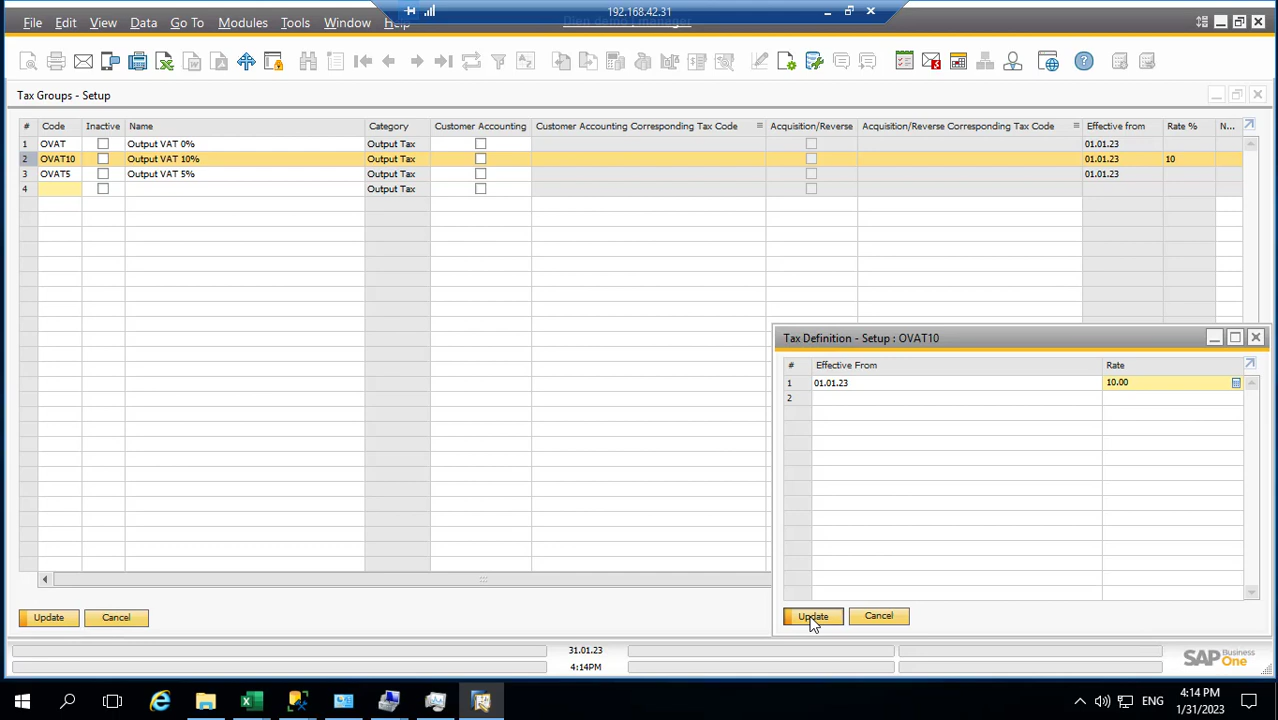 192.168.42.31
File Edit View Data Go To Modules Tools Window Help
Dien demo | manager
Tax Groups - Setup
# Code Inactive Name Category Customer Accounting Customer Accounting Corresponding Tax Code Acquisition/Reverse Acquisition/Reverse Corresponding Tax Code Effective from Rate % N...
1 OVAT Output VAT 0% Output Tax 01.01.23
2 OVAT10 Output VAT 10% Output Tax 01.01.23 10
3 OVAT5 Output VAT 5% Output Tax 01.01.23
4 Output Tax
Tax Definition - Setup : OVAT10
# Effective From Rate
1 01.01.23 10.00
2
Update Cancel
Update Cancel
31.01.23
4:14PM
SAP Business One
ENG
4:14 PM
1/31/2023